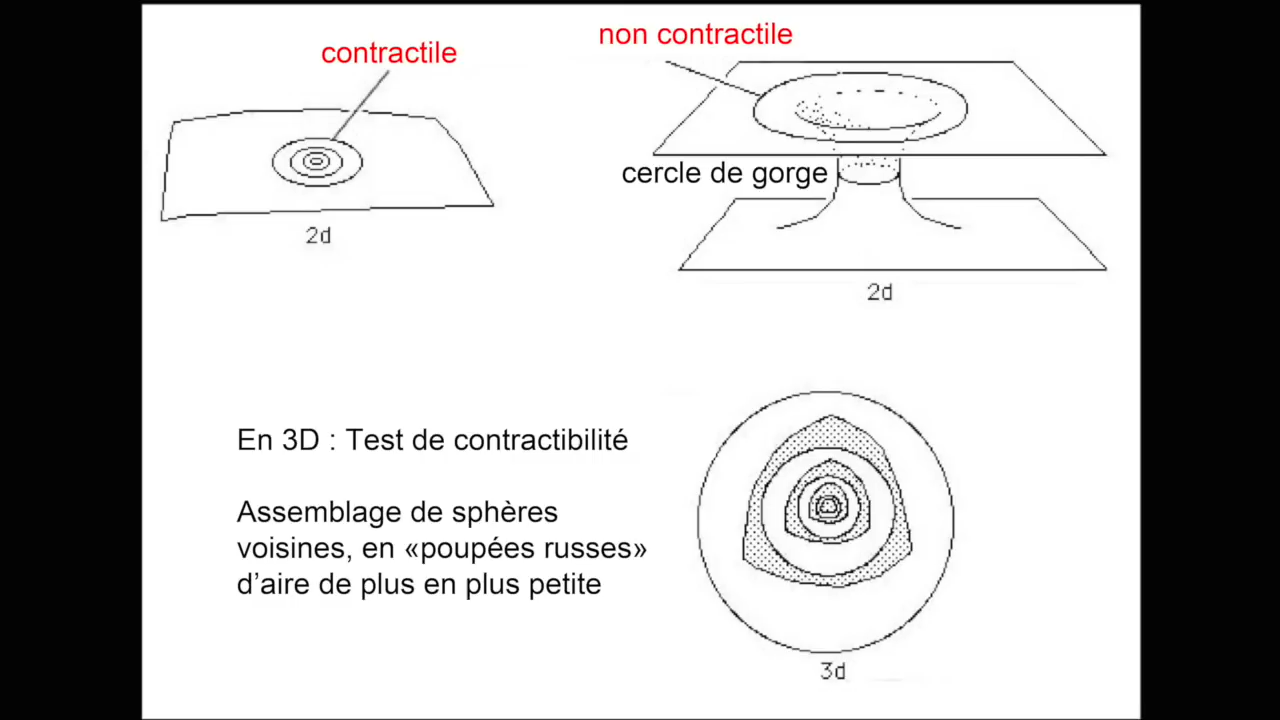 contractile
non contractile
cercle de gorge
2d
2d
En 3D : Test de contractibilité
Assemblage de sphères
voisines, en «poupées russes»
d’aire de plus en plus petite
3d